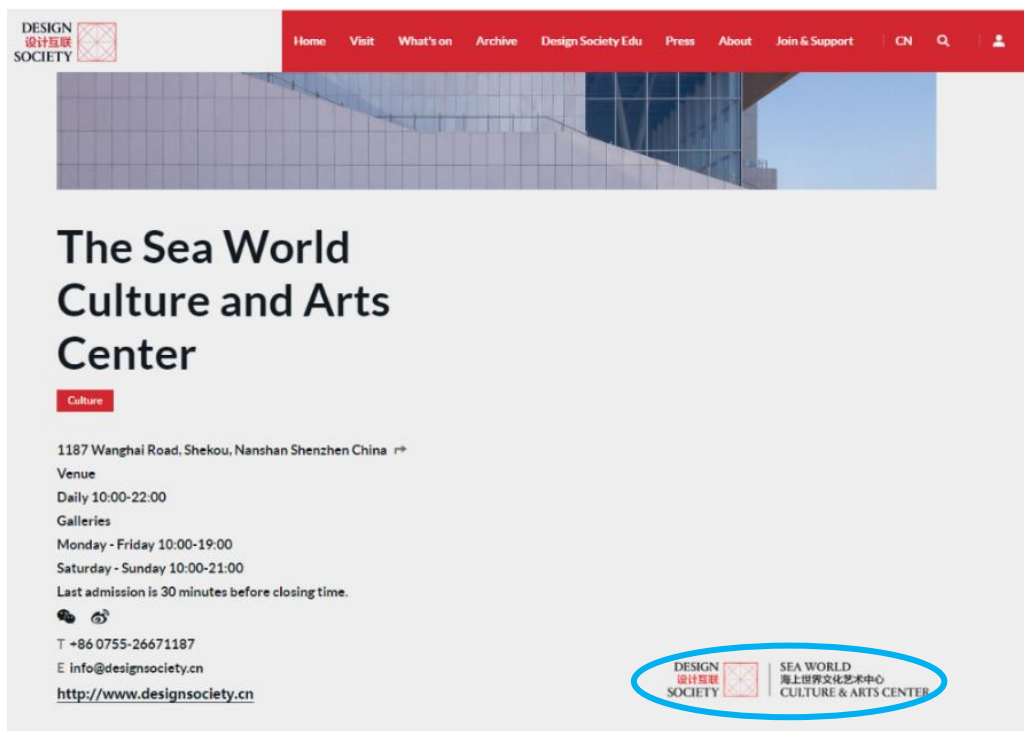 DESIGN
设计互联
SOCIETY
Home Visit What's on Archive Design Society Edu Press About Join & Support CN
The Sea World
Culture and Arts
Center
Culture
1187 Wanghai Road, Shekou, Nanshan Shenzhen China
Venue
Daily 10:00-22:00
Galleries
Monday - Friday 10:00-19:00
Saturday - Sunday 10:00-21:00
Last admission is 30 minutes before closing time.
T +86 0755-26671187
E info@designsociety.cn
http://www.designsociety.cn
DESIGN
设计互联
SOCIETY
SEA WORLD
海上世界文化艺术中心
CULTURE & ARTS CENTER